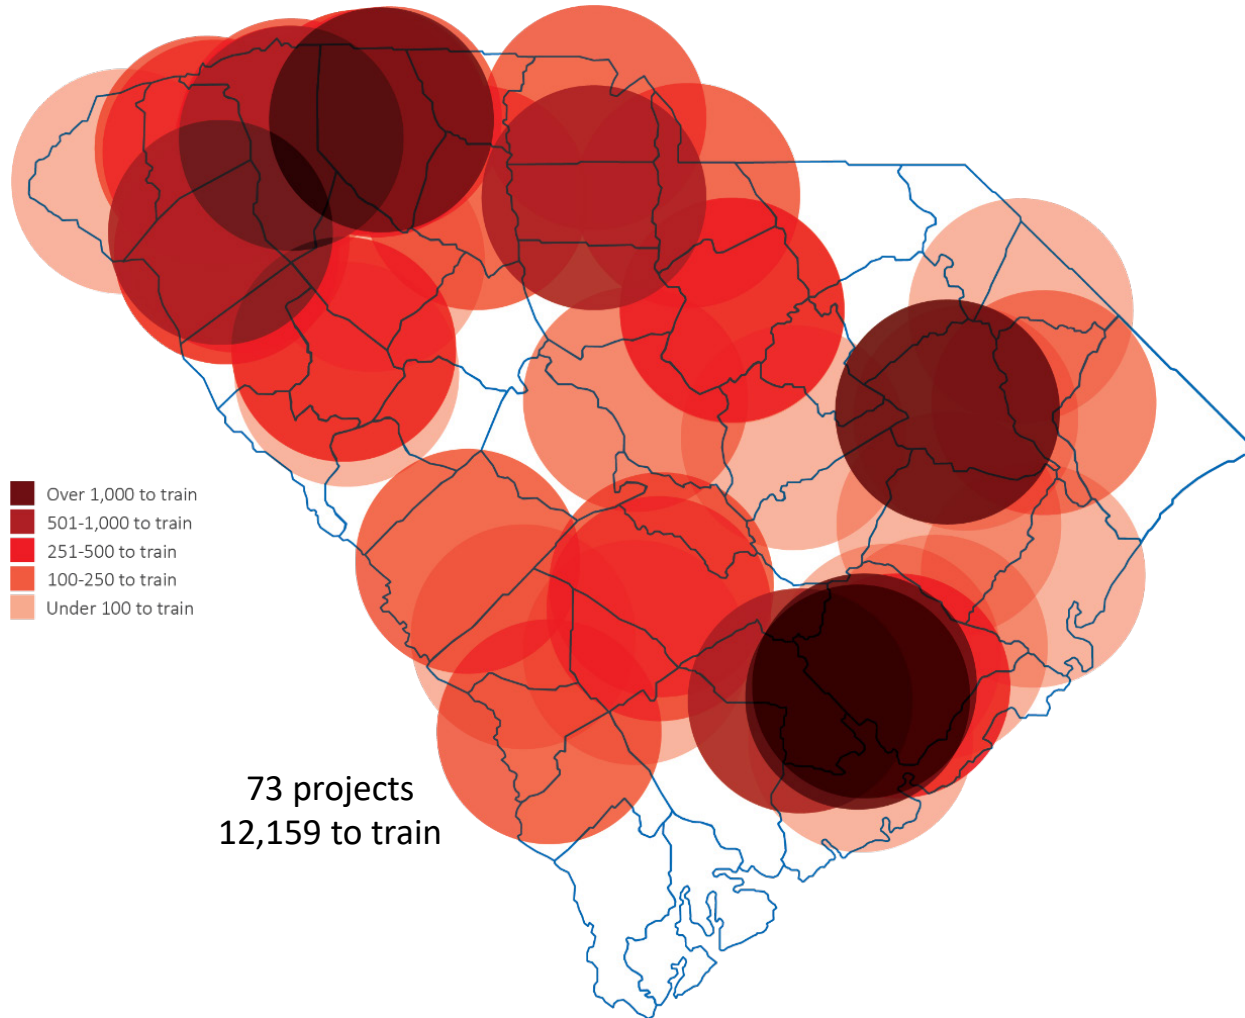 Over 1,000 to train
501-1,000 to train
251-500 to train
100-250 to train
Under 100 to train
73 projects
12,159 to train